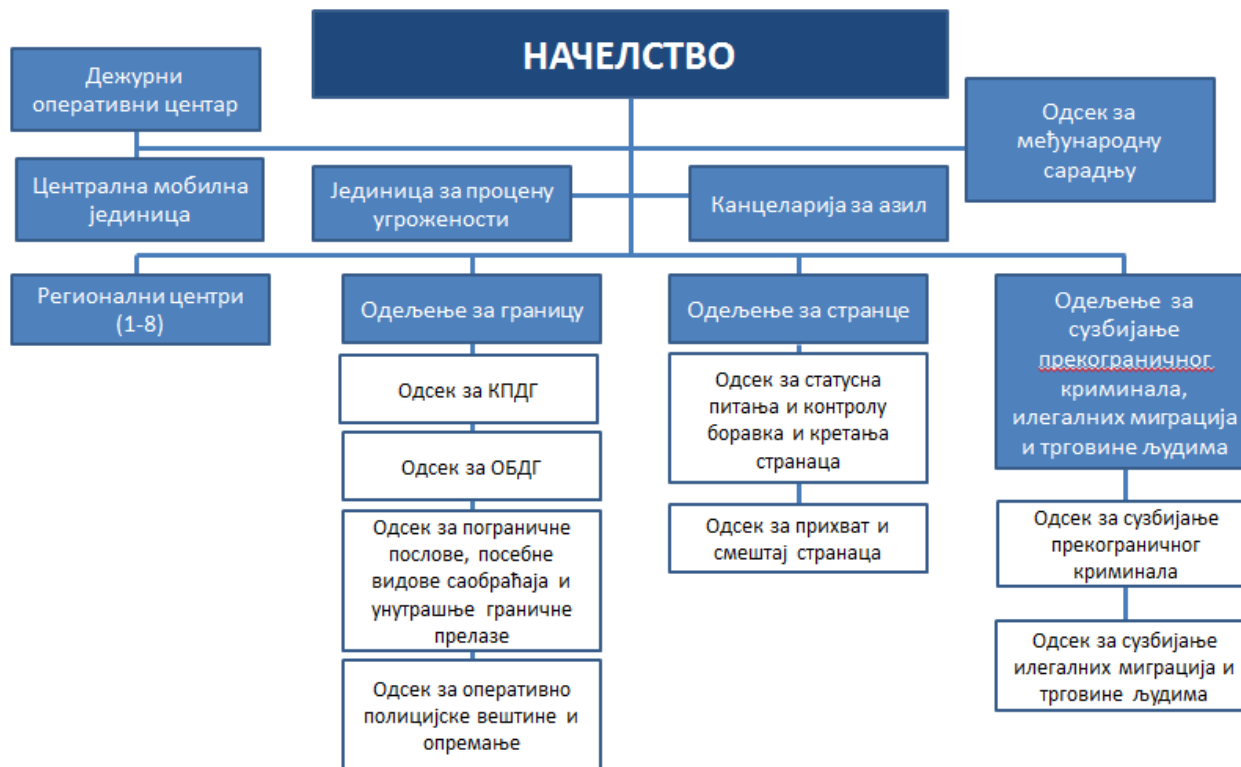 НАЧЕЛСТВО
Дежурни
оперативни центар
Одсек за
међународну
сарадњу
Централна мобилна
јединица
Јединица за процену
угрожености
Канцеларија за азил
Регионални центри
(1-8)
Одељење за границу
Одсек за КПДГ
Одсек за ОБДГ
Одсек за пограничне
послове, посебне
видове саобраћаја и
унутрашње граничне
прелазе
Одсек за оперативно
полицијске вештине и
опремање
Одељење за странце
Одсек за статусна
питања и контролу
боравка и кретања
странаца
Одсек за прихват и
смештај странаца
Одељење за
сузбијање
прекограничног
криминала,
илегалних миграција
и трговине људима
Одсек за сузбијање
прекограничног
криминала
Одсек за сузбијање
илегалних миграција и
трговине људима